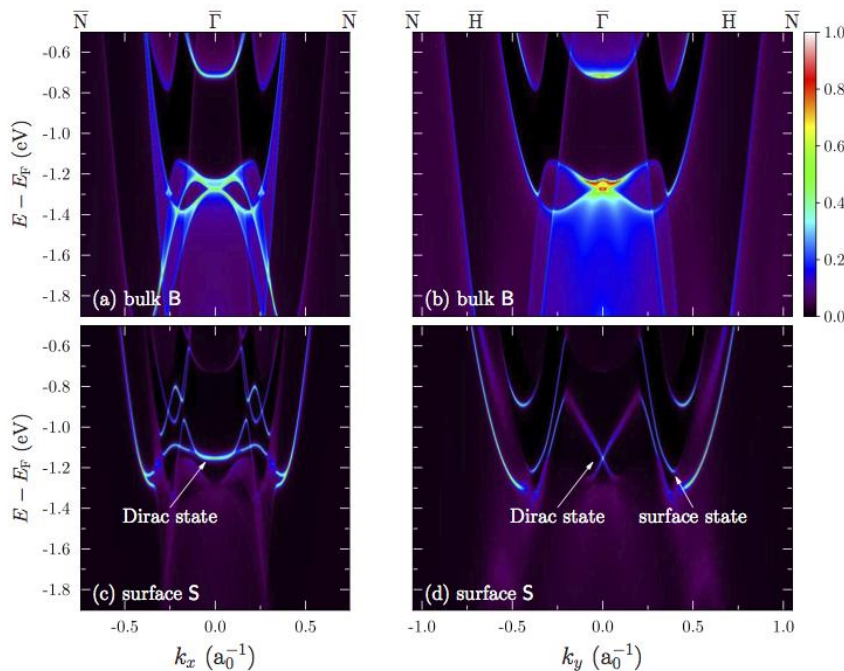 N̅ Γ̅ N̅ N̅ H̅ Γ̅ H̅ N̅
-0.6
-0.8
-1.0
-1.2
-1.4
-1.6
-1.8
E − E_F (eV)
(a) bulk B
(b) bulk B
1.0
0.8
0.6
0.4
0.2
0.0
-0.6
-0.8
-1.0
-1.2
-1.4
-1.6
-1.8
E − E_F (eV)
Dirac state
(c) surface S
Dirac state
surface state
(d) surface S
-0.5 0.0 0.5
k_x (a_0^{-1})
-1.0 -0.5 0.0 0.5 1.0
k_y (a_0^{-1})